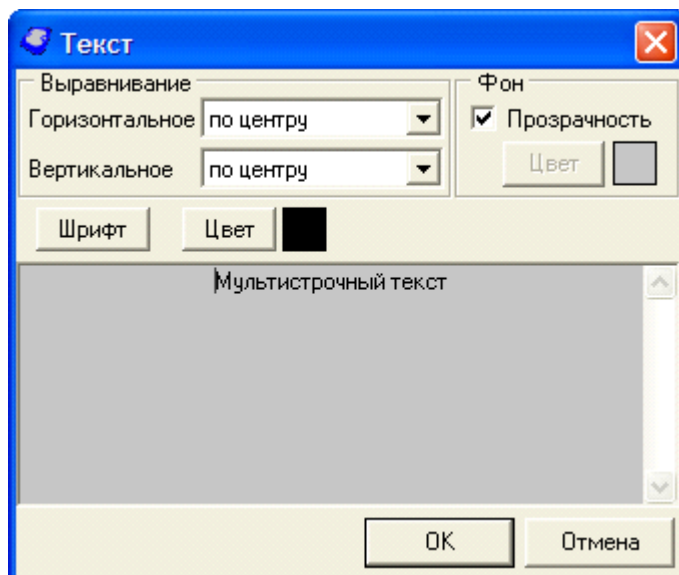 Текст
Выравнивание
Фон
Горизонтальное по центру
Прозрачность
Вертикальное по центру
Цвет
Шрифт Цвет
Мультистрочный текст
OK Отмена